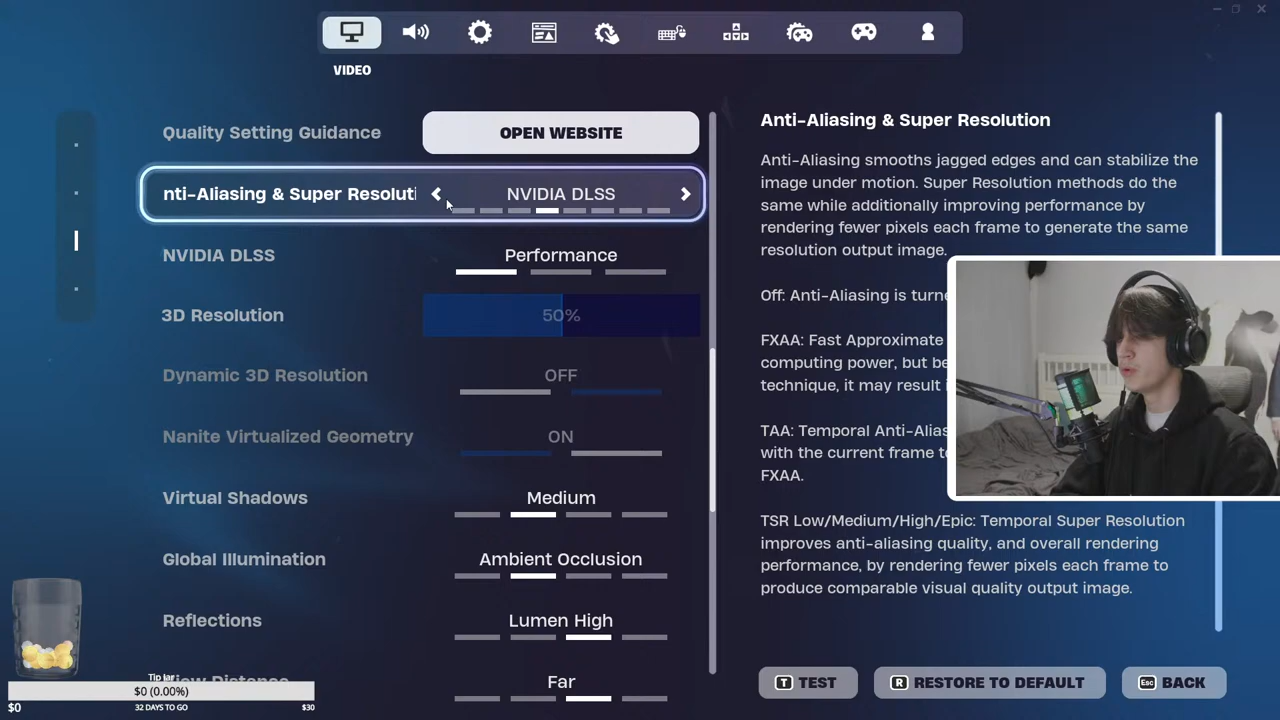 VIDEO
Quality Setting Guidance
OPEN WEBSITE
nti-Aliasing & Super Resoluti
NVIDIA DLSS
NVIDIA DLSS
Performance
3D Resolution
50%
Dynamic 3D Resolution
OFF
Nanite Virtualized Geometry
ON
Virtual Shadows
Medium
Global Illumination
Ambient Occlusion
Reflections
Lumen High
View Distance
Far
Anti-Aliasing & Super Resolution
Anti-Aliasing smooths jagged edges and can stabilize the
image under motion. Super Resolution methods do the
same while additionally improving performance by
rendering fewer pixels each frame to generate the same
resolution output image.
Off: Anti-Aliasing is turne
FXAA: Fast Approximate
computing power, but be
technique, it may result i
TAA: Temporal Anti-Alias
with the current frame t
FXAA.
TSR Low/Medium/High/Epic: Temporal Super Resolution
improves anti-aliasing quality, and overall rendering
performance, by rendering fewer pixels each frame to
produce comparable visual quality output image.
T TEST
R RESTORE TO DEFAULT
Esc BACK
Tip Jar
$0 (0.00%)
$0
32 DAYS TO GO
$30